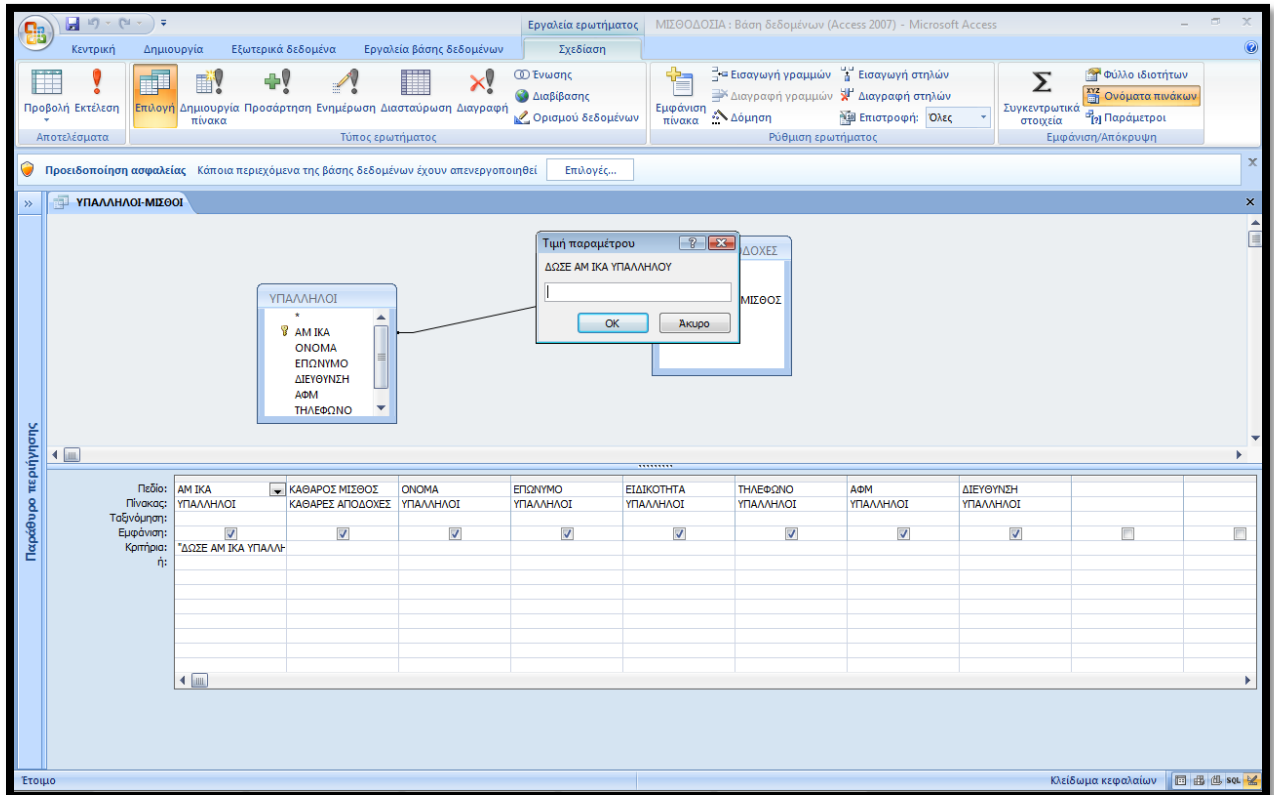 Εργαλεία ερωτήματος ΜΙΣΘΟΔΟΣΙΑ : Βάση δεδομένων (Access 2007) - Microsoft Access
Κεντρική Δημιουργία Εξωτερικά δεδομένα Εργαλεία βάσης δεδομένων Σχεδίαση
Προβολή Εκτέλεση
Αποτελέσματα
Επιλογή Δημιουργία πίνακα Προσάρτηση Ενημέρωση Διασταύρωση Διαγραφή
Ένωσης
Διαβίβασης
Ορισμού δεδομένων
Τύπος ερωτήματος
Εμφάνιση πίνακα
Εισαγωγή γραμμών
Διαγραφή γραμμών
Δόμηση
Εισαγωγή στηλών
Διαγραφή στηλών
Επιστροφή: Όλες
Ρύθμιση ερωτήματος
Συγκεντρωτικά στοιχεία
Φύλλο ιδιοτήτων
Ονόματα πινάκων
Παράμετροι
Εμφάνιση/Απόκρυψη
Προειδοποίηση ασφαλείας Κάποια περιεχόμενα της βάσης δεδομένων έχουν απενεργοποιηθεί Επιλογές...
ΥΠΑΛΛΗΛΟΙ-ΜΙΣΘΟΙ
Παράθυρο περιήγησης
ΥΠΑΛΛΗΛΟΙ
*
ΑΜ ΙΚΑ
ΟΝΟΜΑ
ΕΠΩΝΥΜΟ
ΔΙΕΥΘΥΝΣΗ
ΑΦΜ
ΤΗΛΕΦΩΝΟ
Τιμή παραμέτρου
ΔΩΣΕ ΑΜ ΙΚΑ ΥΠΑΛΛΗΛΟΥ
OK Άκυρο
ΔΟΧΕΣ
ΜΙΣΘΟΣ
Πεδίο: ΑΜ ΙΚΑ ΚΑΘΑΡΟΣ ΜΙΣΘΟΣ ΟΝΟΜΑ ΕΠΩΝΥΜΟ ΕΙΔΙΚΟΤΗΤΑ ΤΗΛΕΦΩΝΟ ΑΦΜ ΔΙΕΥΘΥΝΣΗ
Πίνακας: ΥΠΑΛΛΗΛΟΙ ΚΑΘΑΡΕΣ ΑΠΟΔΟΧΕΣ ΥΠΑΛΛΗΛΟΙ ΥΠΑΛΛΗΛΟΙ ΥΠΑΛΛΗΛΟΙ ΥΠΑΛΛΗΛΟΙ ΥΠΑΛΛΗΛΟΙ ΥΠΑΛΛΗΛΟΙ
Ταξινόμηση:
Εμφάνιση:
Κριτήρια: "ΔΩΣΕ ΑΜ ΙΚΑ ΥΠΑΛΛΗ
ή:
Έτοιμο Κλείδωμα κεφαλαίων SQL